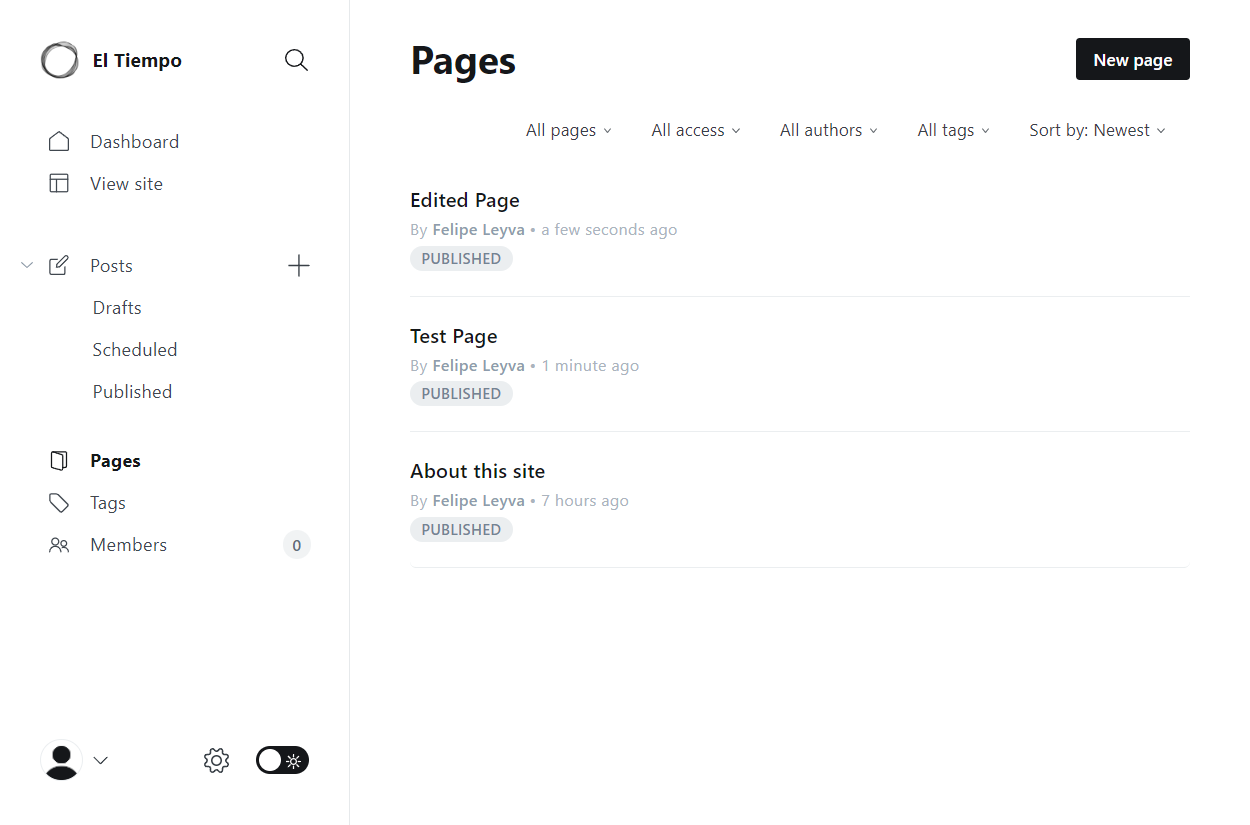 El Tiempo
Dashboard
View site
Posts
Drafts
Scheduled
Published
Pages
Tags
Members 0
Pages
New page
All pages All access All authors All tags Sort by: Newest
Edited Page
By Felipe Leyva • a few seconds ago
PUBLISHED
Test Page
By Felipe Leyva • 1 minute ago
PUBLISHED
About this site
By Felipe Leyva • 7 hours ago
PUBLISHED